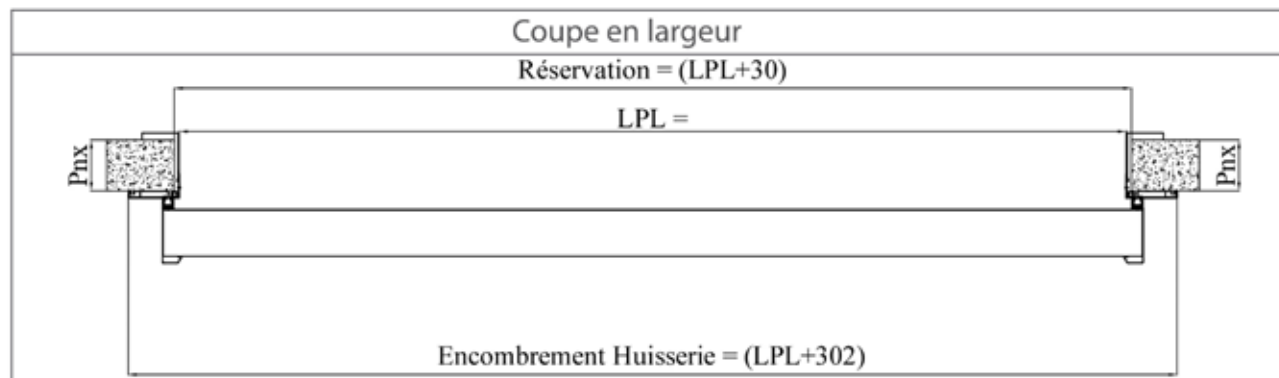 Coupe en largeur
Réservation = (LPL+30)
LPL =
Pnx
Pnx
Encombrement Huisserie = (LPL+302)